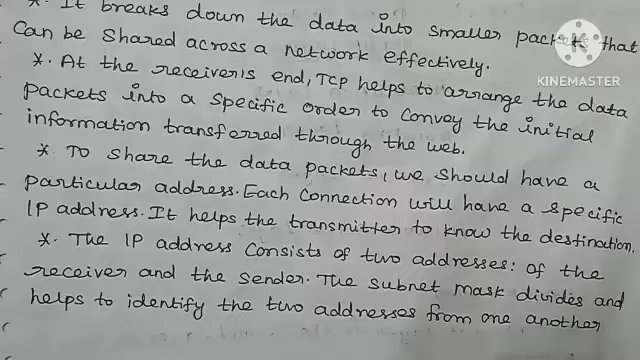 *. It breaks down the data into smaller packets that
Can be shared across a network effectively.
*. At the receiver's end, TCP helps to arrange the data
packets into a specific order to convey the initial
information transferred through the web.
* To share the data packets, we should have a
particular address. Each connection will have a specific
IP address. It helps the transmitter to know the destination.
*. The IP address consists of two addresses: of the
receiver and the sender. The subnet mask divides and
helps to identify the two addresses from one another
KINEMASTER